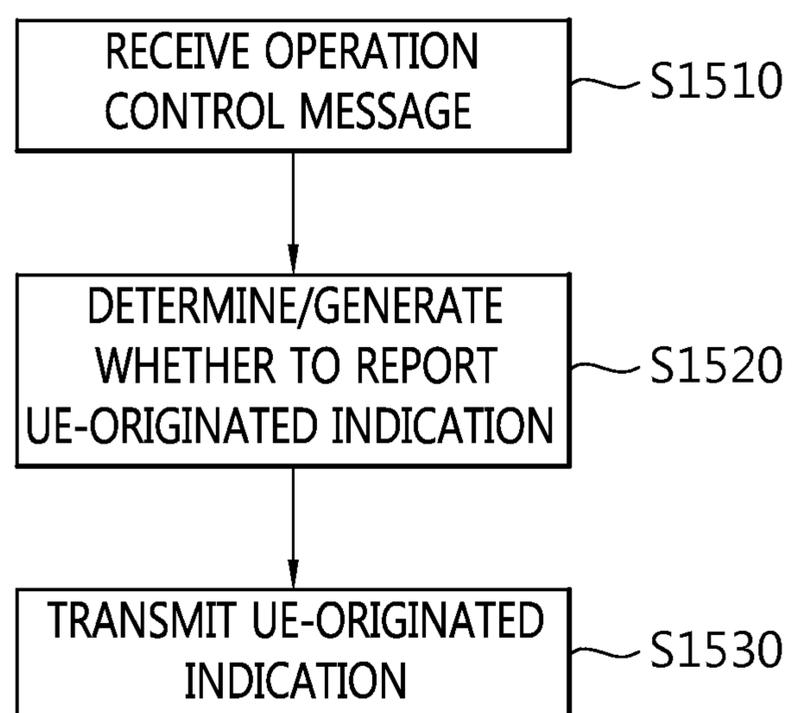 RECEIVE OPERATION
CONTROL MESSAGE
S1510
DETERMINE/GENERATE
WHETHER TO REPORT
UE-ORIGINATED INDICATION
S1520
TRANSMIT UE-ORIGINATED
INDICATION
S1530